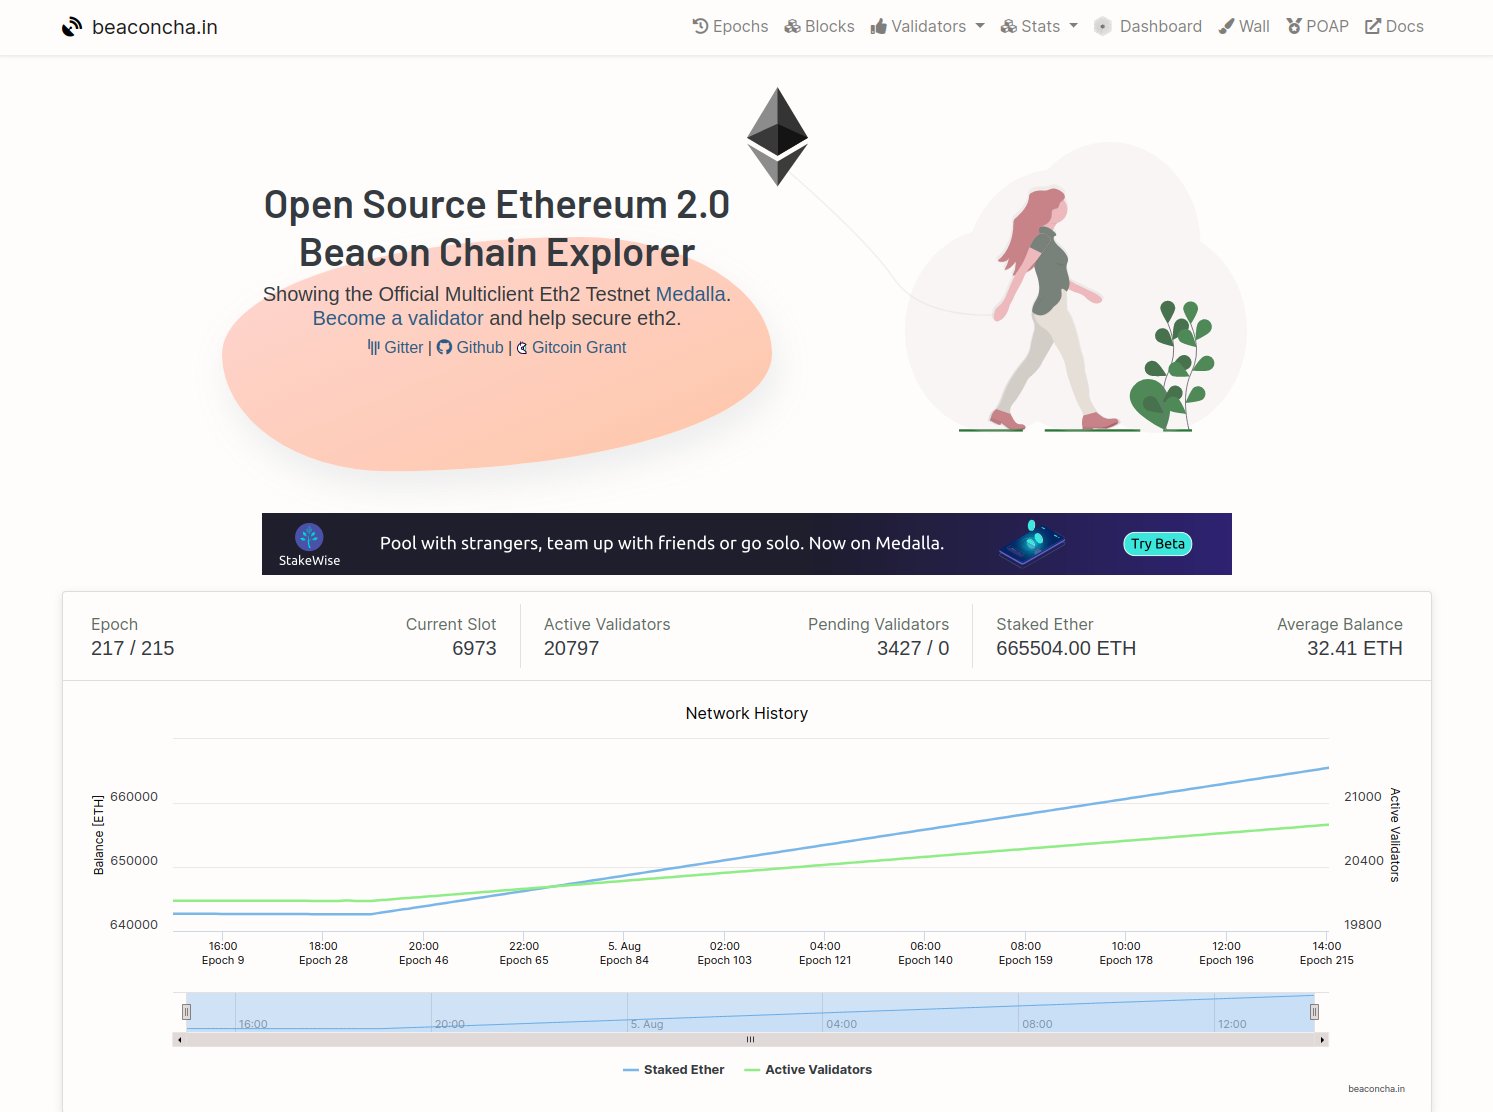 beaconcha.in
Epochs Blocks Validators Stats Dashboard Wall POAP Docs
Open Source Ethereum 2.0
Beacon Chain Explorer
Showing the Official Multiclient Eth2 Testnet Medalla.
Become a validator and help secure eth2.
Gitter | Github | Gitcoin Grant
StakeWise
Pool with strangers, team up with friends or go solo. Now on Medalla.
Try Beta
Epoch Current Slot Active Validators Pending Validators Staked Ether Average Balance
217 / 215 6973 20797 3427 / 0 665504.00 ETH 32.41 ETH
Network History
Balance [ETH]
660000
650000
640000
21000
20400
19800
Active Validators
16:00 18:00 20:00 22:00 5. Aug 02:00 04:00 06:00 08:00 10:00 12:00 14:00
Epoch 9 Epoch 28 Epoch 46 Epoch 65 Epoch 84 Epoch 103 Epoch 121 Epoch 140 Epoch 159 Epoch 178 Epoch 196 Epoch 215
16:00 20:00 5. Aug 04:00 08:00 12:00
Staked Ether Active Validators
beaconcha.in